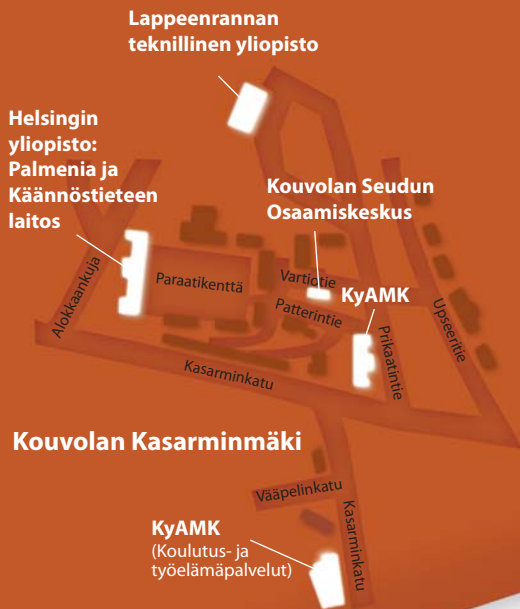 Lappeenrannan
teknillinen yliopisto
Helsingin
yliopisto:
Palmenia ja
Käännöstieteen
laitos
Kouvolan Seudun
Osaamiskeskus
Alokkaankuja
Paraatikenttä
Vartiotie
Patterintie
KyAMK
Prikaatintie
Upseeritie
Kasarminkatu
Kouvolan Kasarminmäki
Vääpelinkatu
Kasarminkatu
KyAMK
(Koulutus- ja
työelämäpalvelut)